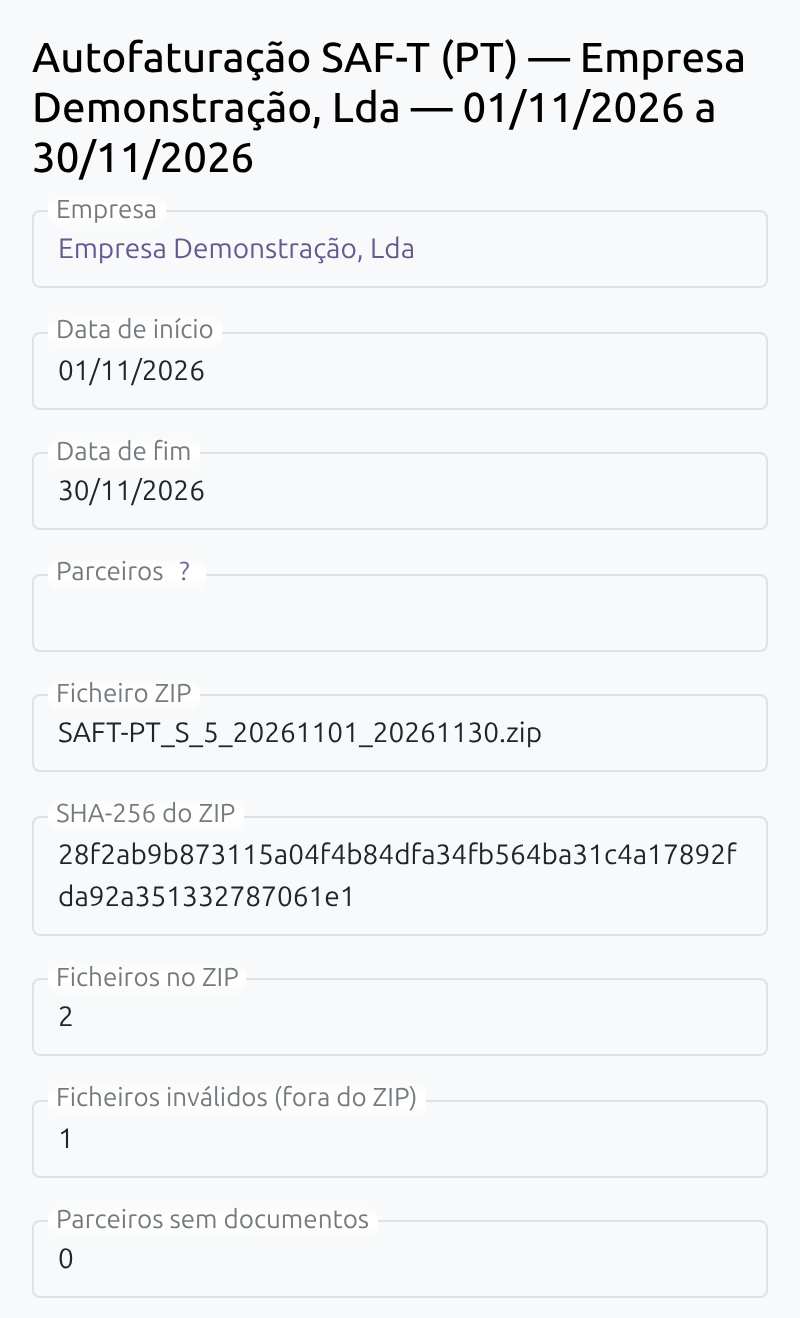 Autofaturação SAF-T (PT) — Empresa
Demonstração, Lda — 01/11/2026 a
30/11/2026
Empresa
Empresa Demonstração, Lda
Data de início
01/11/2026
Data de fim
30/11/2026
Parceiros ?
Ficheiro ZIP
SAFT-PT_S_5_20261101_20261130.zip
SHA-256 do ZIP
28f2ab9b873115a04f4b84dfa34fb564ba31c4a17892f
da92a351332787061e1
Ficheiros no ZIP
2
Ficheiros inválidos (fora do ZIP)
1
Parceiros sem documentos
0